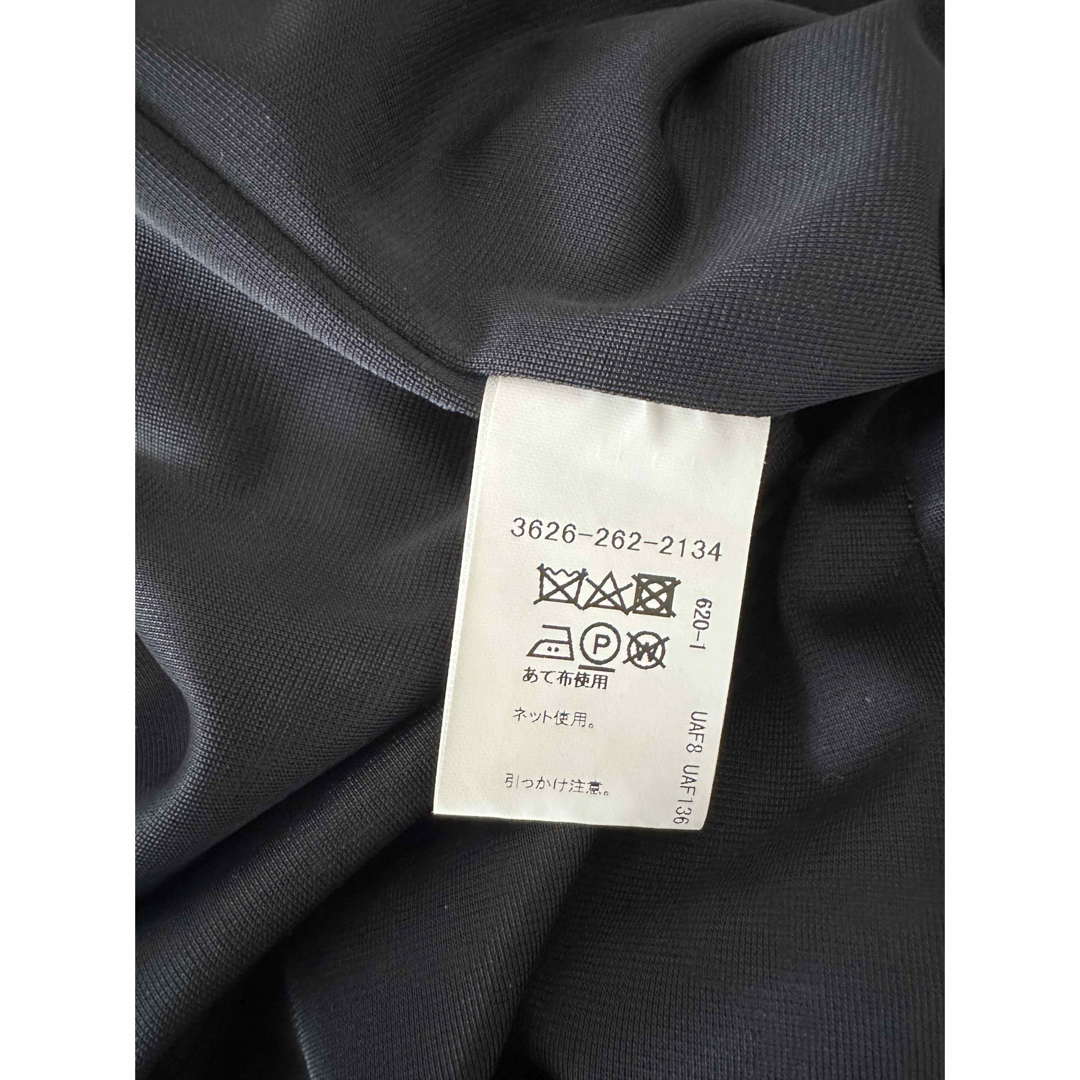 3626-262-2134
P W
あて布使用
ネット使用。
引っかけ注意。
620-1
UAF8 UAF136